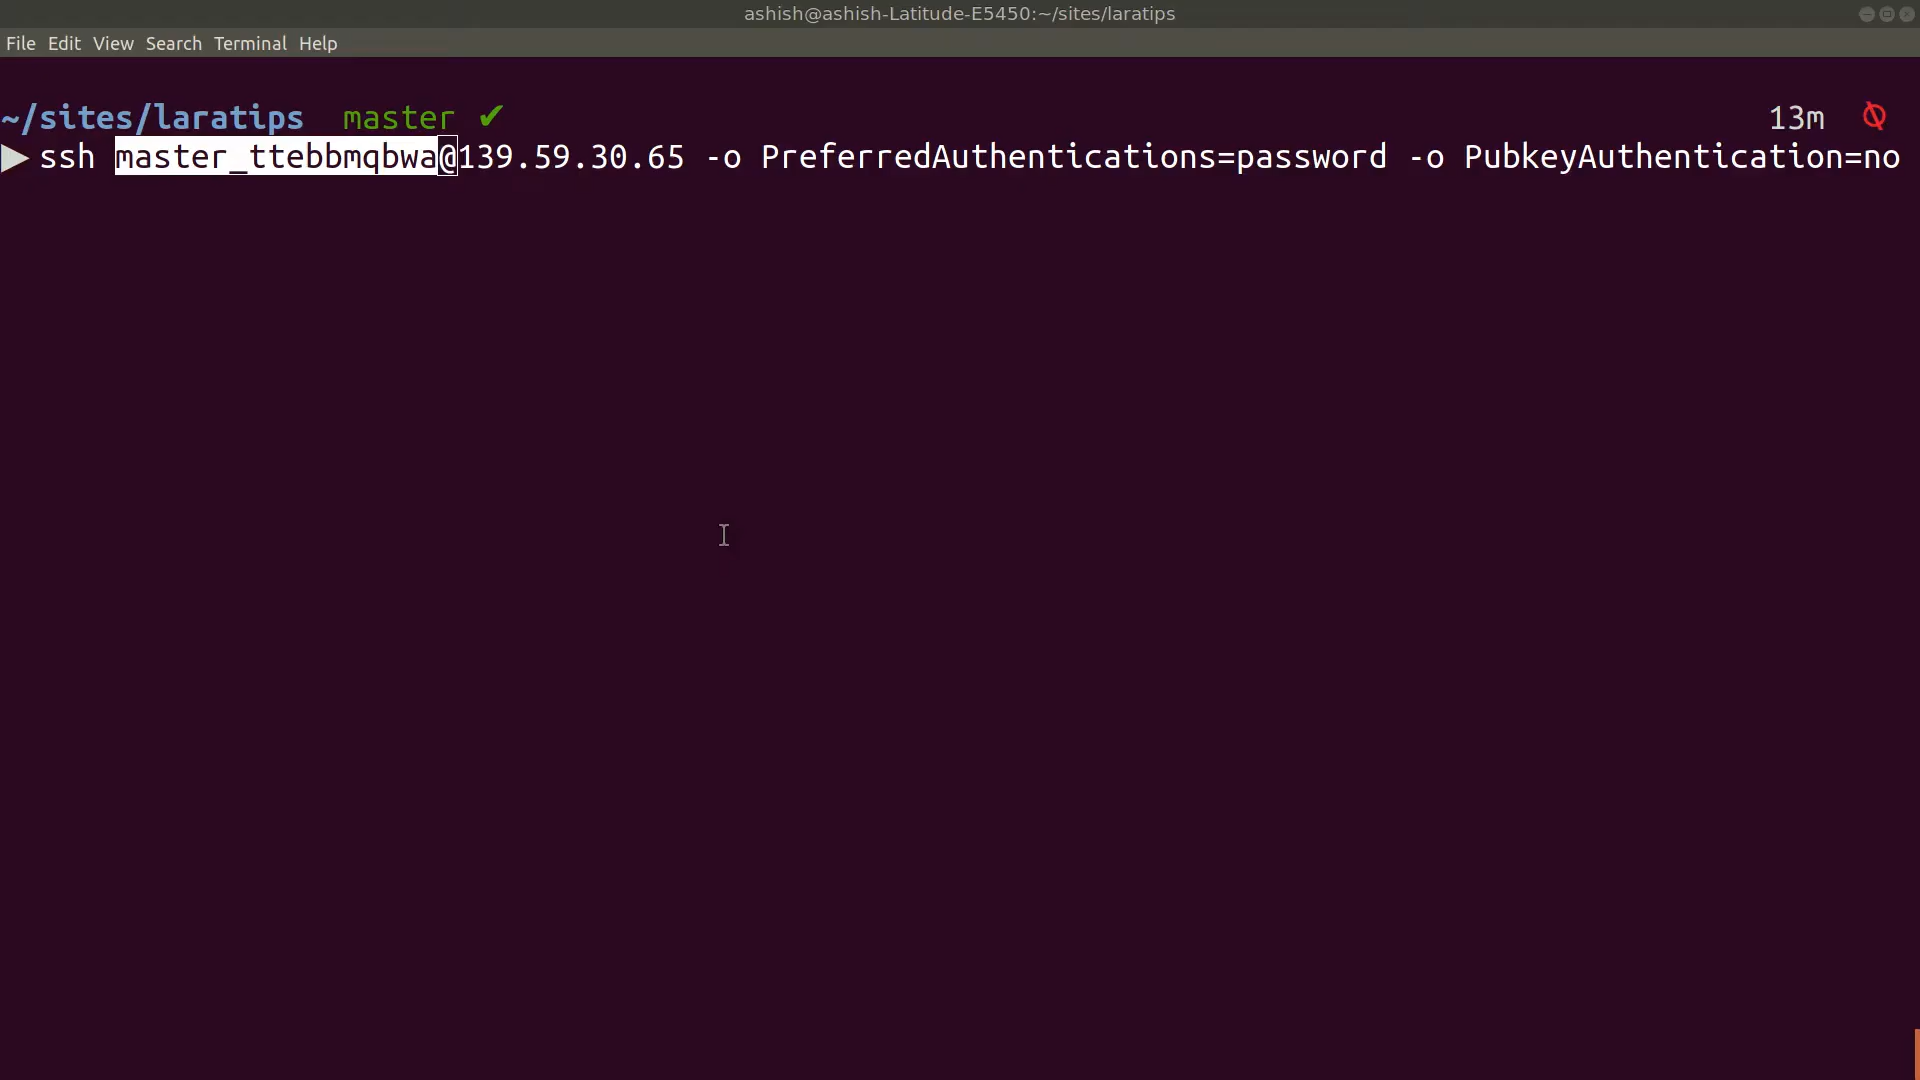 ashish@ashish-Latitude-E5450:~/sites/laratips
File Edit View Search Terminal Help
~/sites/laratips master ✔ 13m
▶ ssh master_ttebbmqbwa@139.59.30.65 -o PreferredAuthentications=password -o PubkeyAuthentication=no